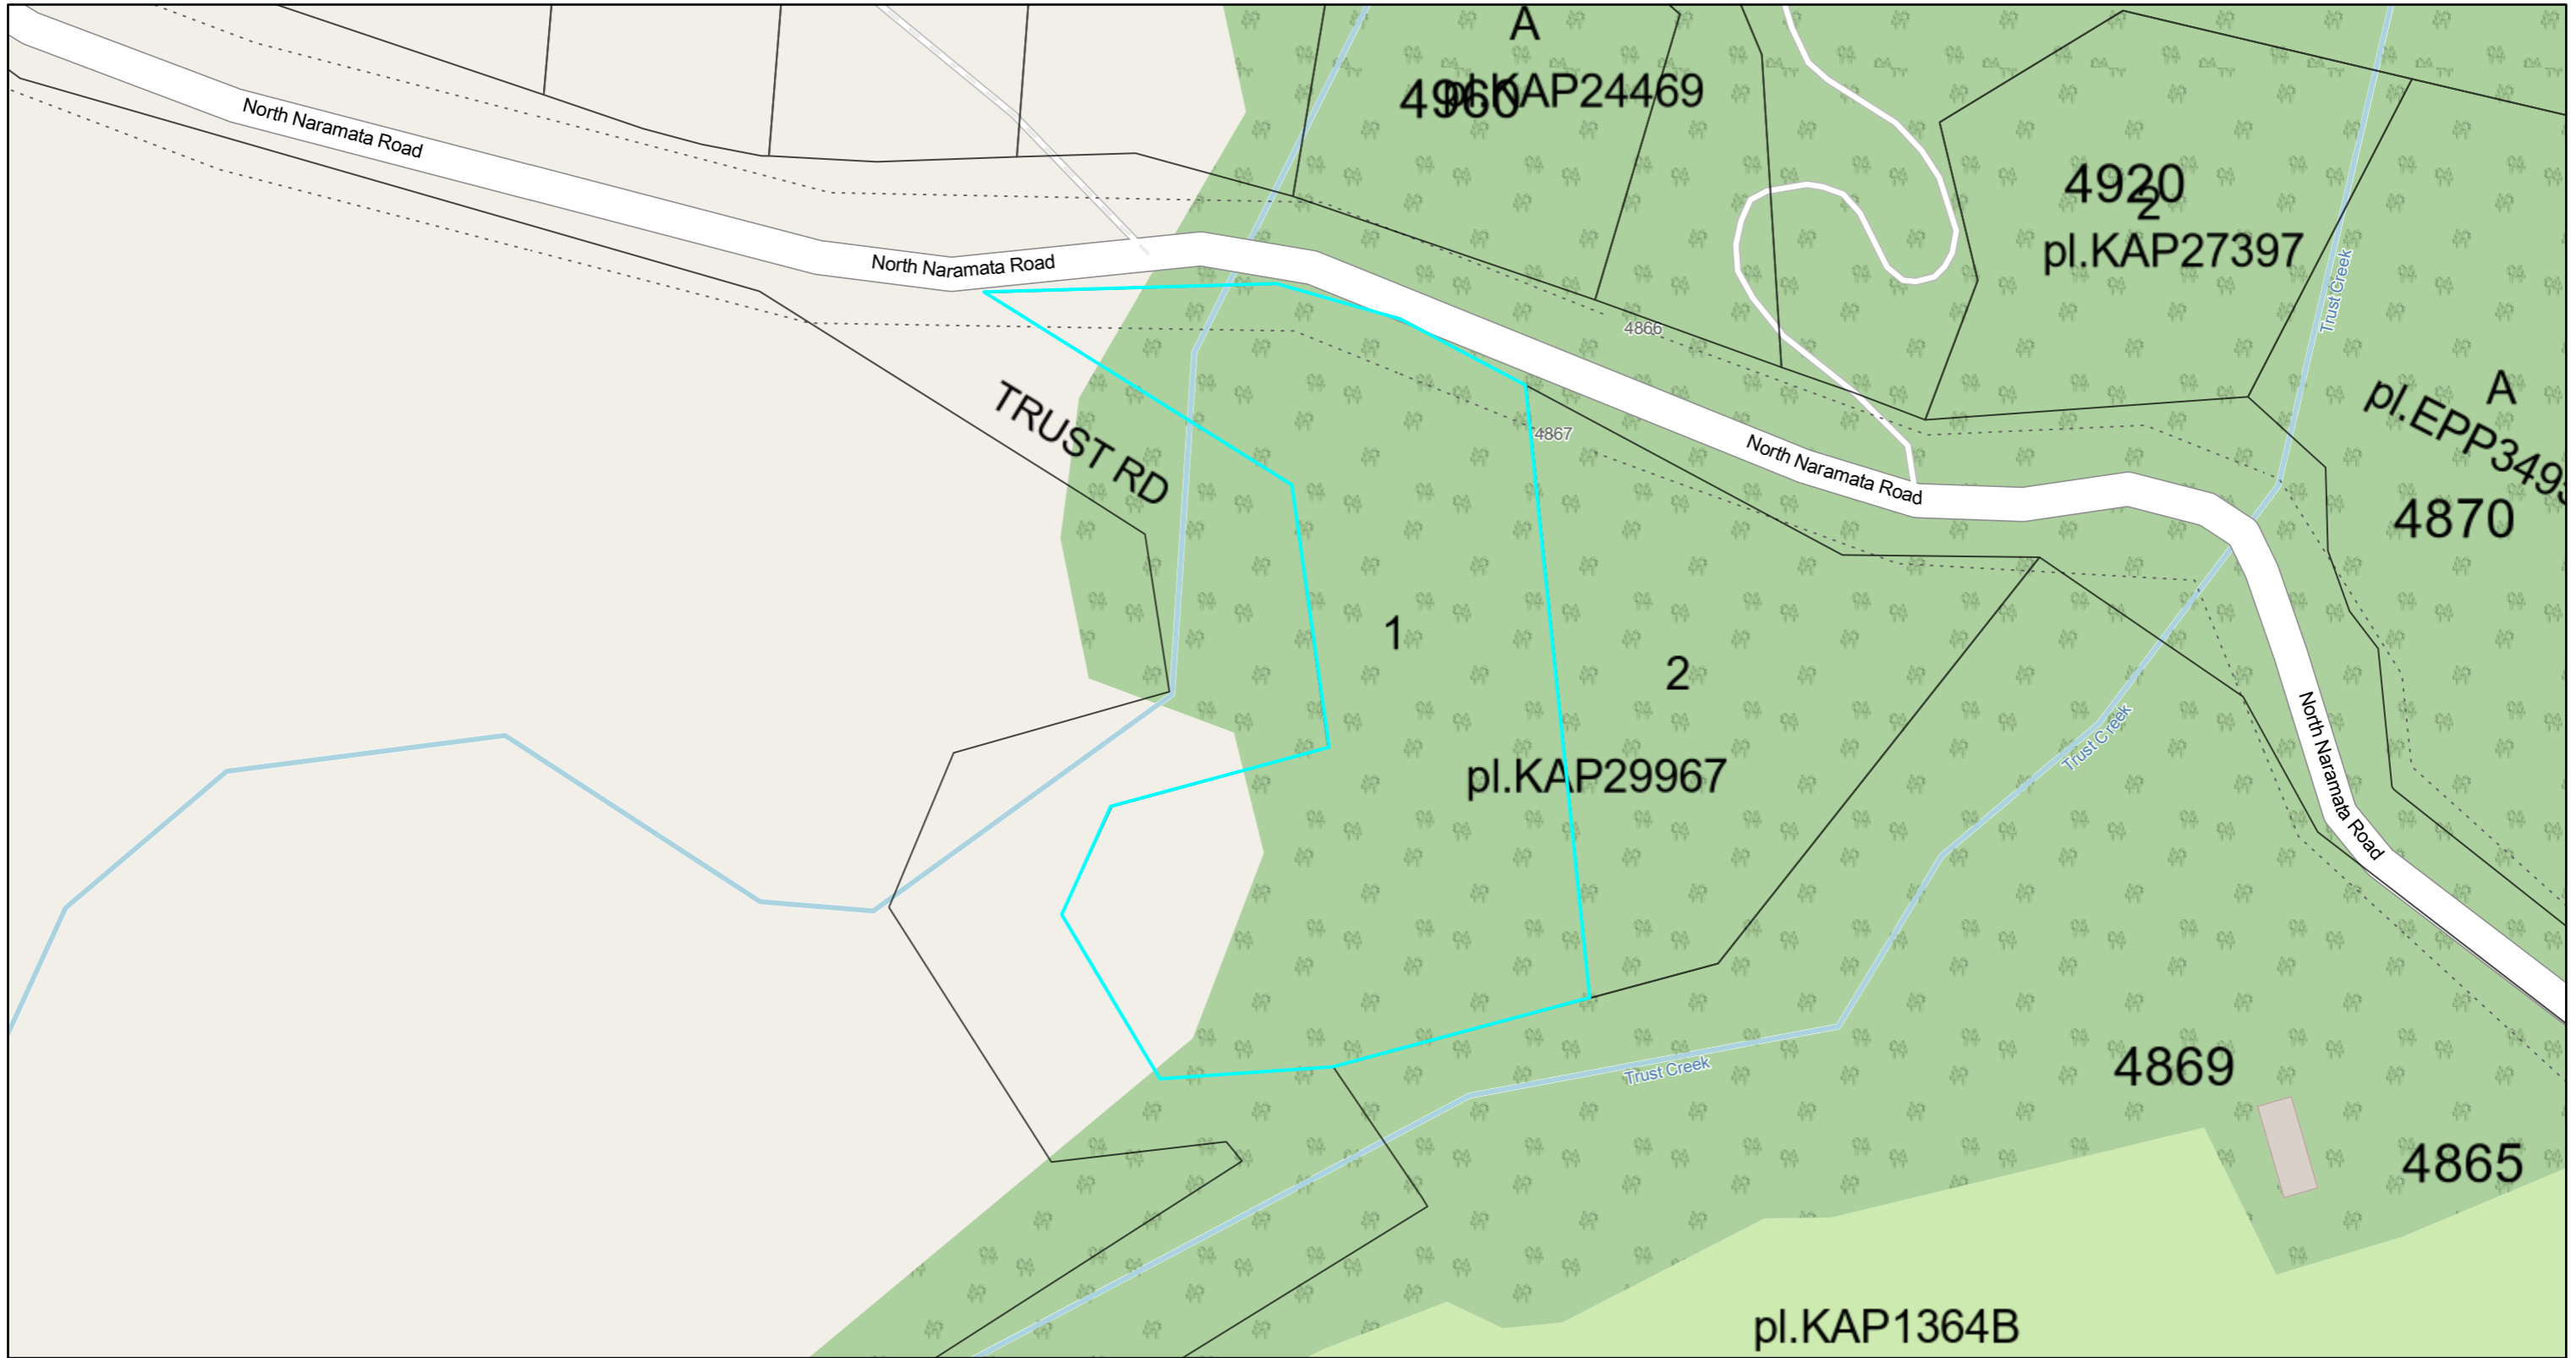 A
4960
pl.KAP24469
North Naramata Road
4920
2
pl.KAP27397
North Naramata Road
Trust Creek
4866
A
pl.EPP349
TRUST RD
4867
North Naramata Road
4870
1
2
North Naramata Road
Trust Creek
pl.KAP29967
Trust Creek
4869
4865
pl.KAP1364B